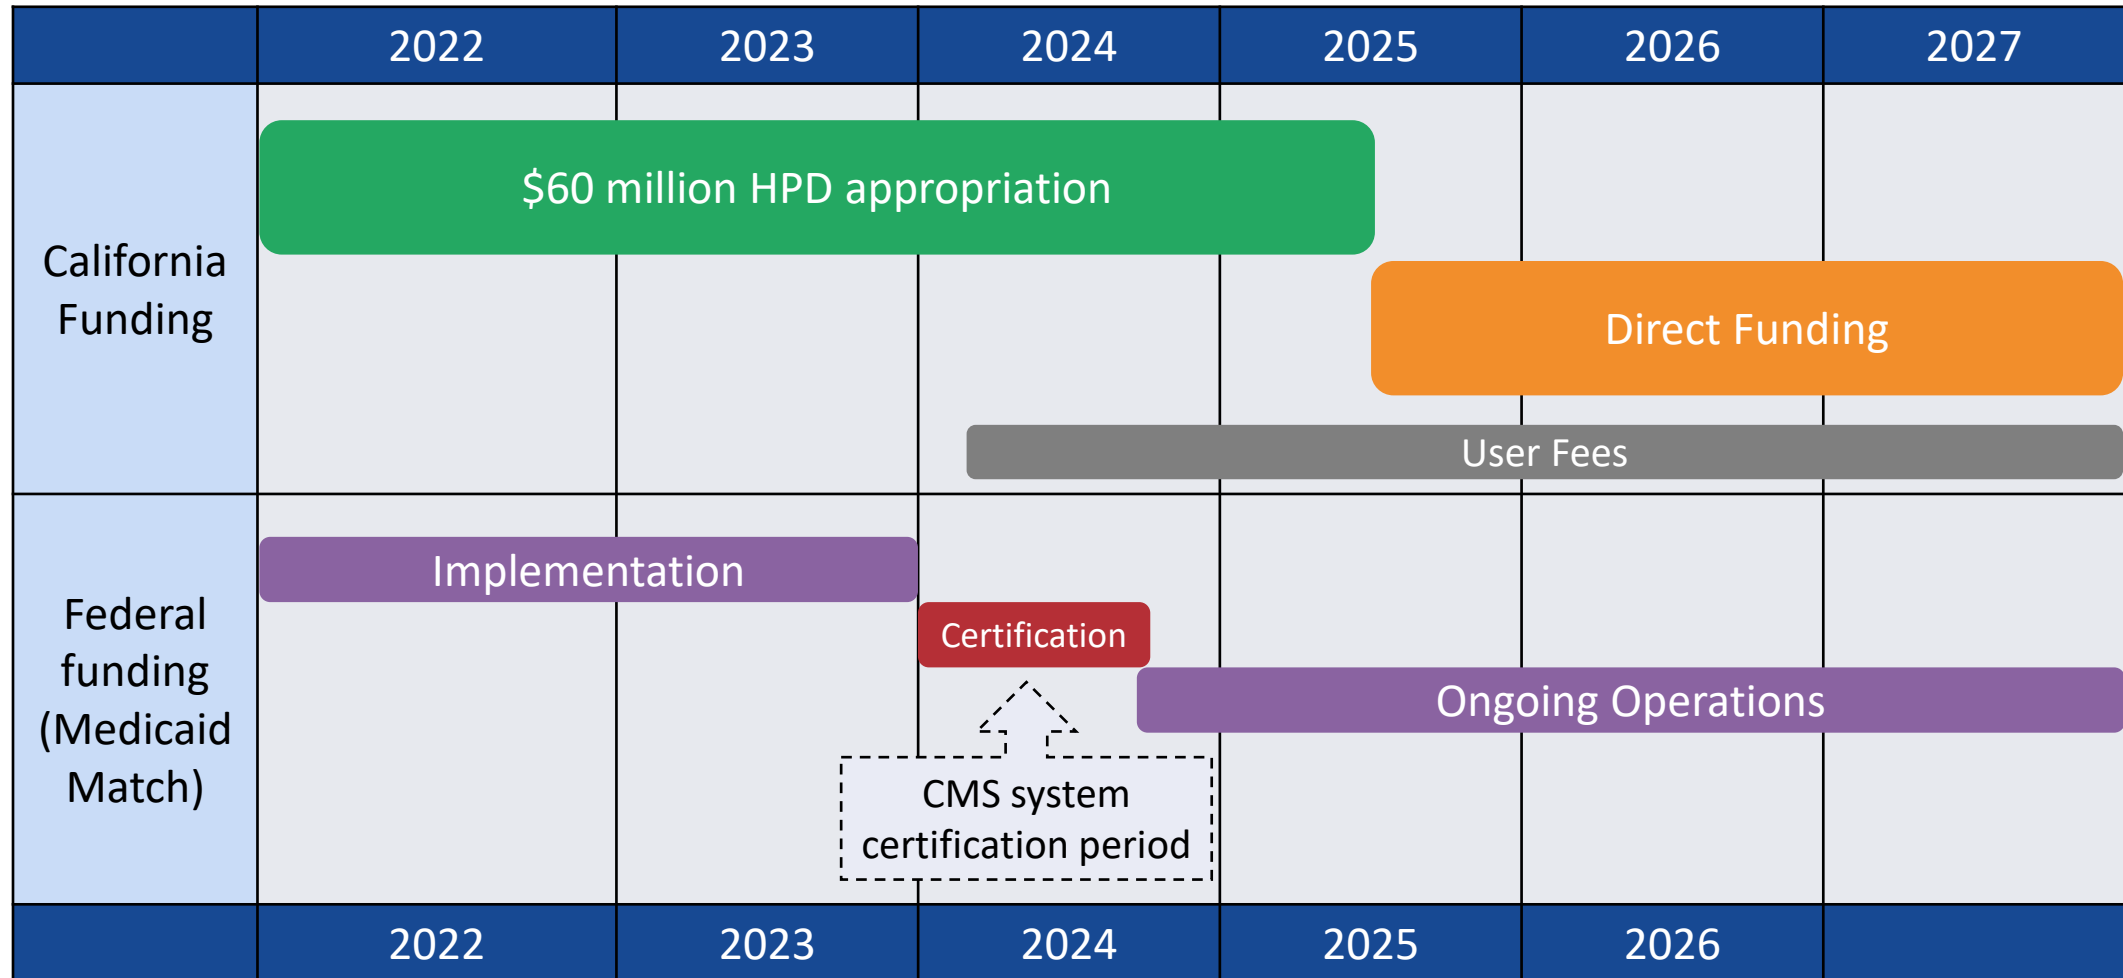 2022 2023 2024 2025 2026 2027
California
Funding
$60 million HPD appropriation
Direct Funding
User Fees
Federal
funding
(Medicaid
Match)
Implementation
Certification
Ongoing Operations
CMS system
certification period
2022 2023 2024 2025 2026